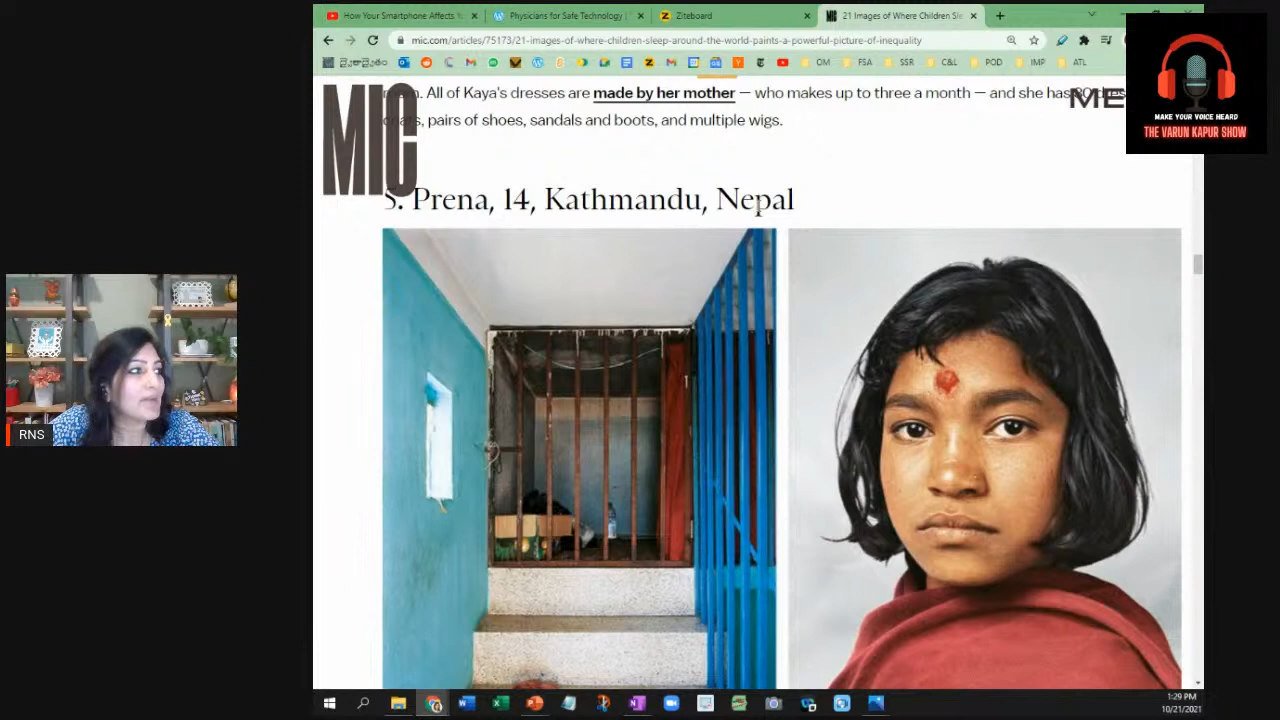 How Your Smartphone Affects Yo
Physicians for Safe Technology |
Ziteboard
21 Images of Where Children Sle
mic.com/articles/75173/21-images-of-where-children-sleep-around-the-world-paints-a-powerful-picture-of-inequality
OM
FSA
SSR
C&L
POD
IMP
ATL
MAKE YOUR VOICE HEARD
THE VARUN KAPUR SHOW
All of Kaya's dresses are made by her mother — who makes up to three a month — and she has 30
pairs of shoes, sandals and boots, and multiple wigs.
MIC
ME
5. Prena, 14, Kathmandu, Nepal
RNS
1:29 PM
10/21/2021